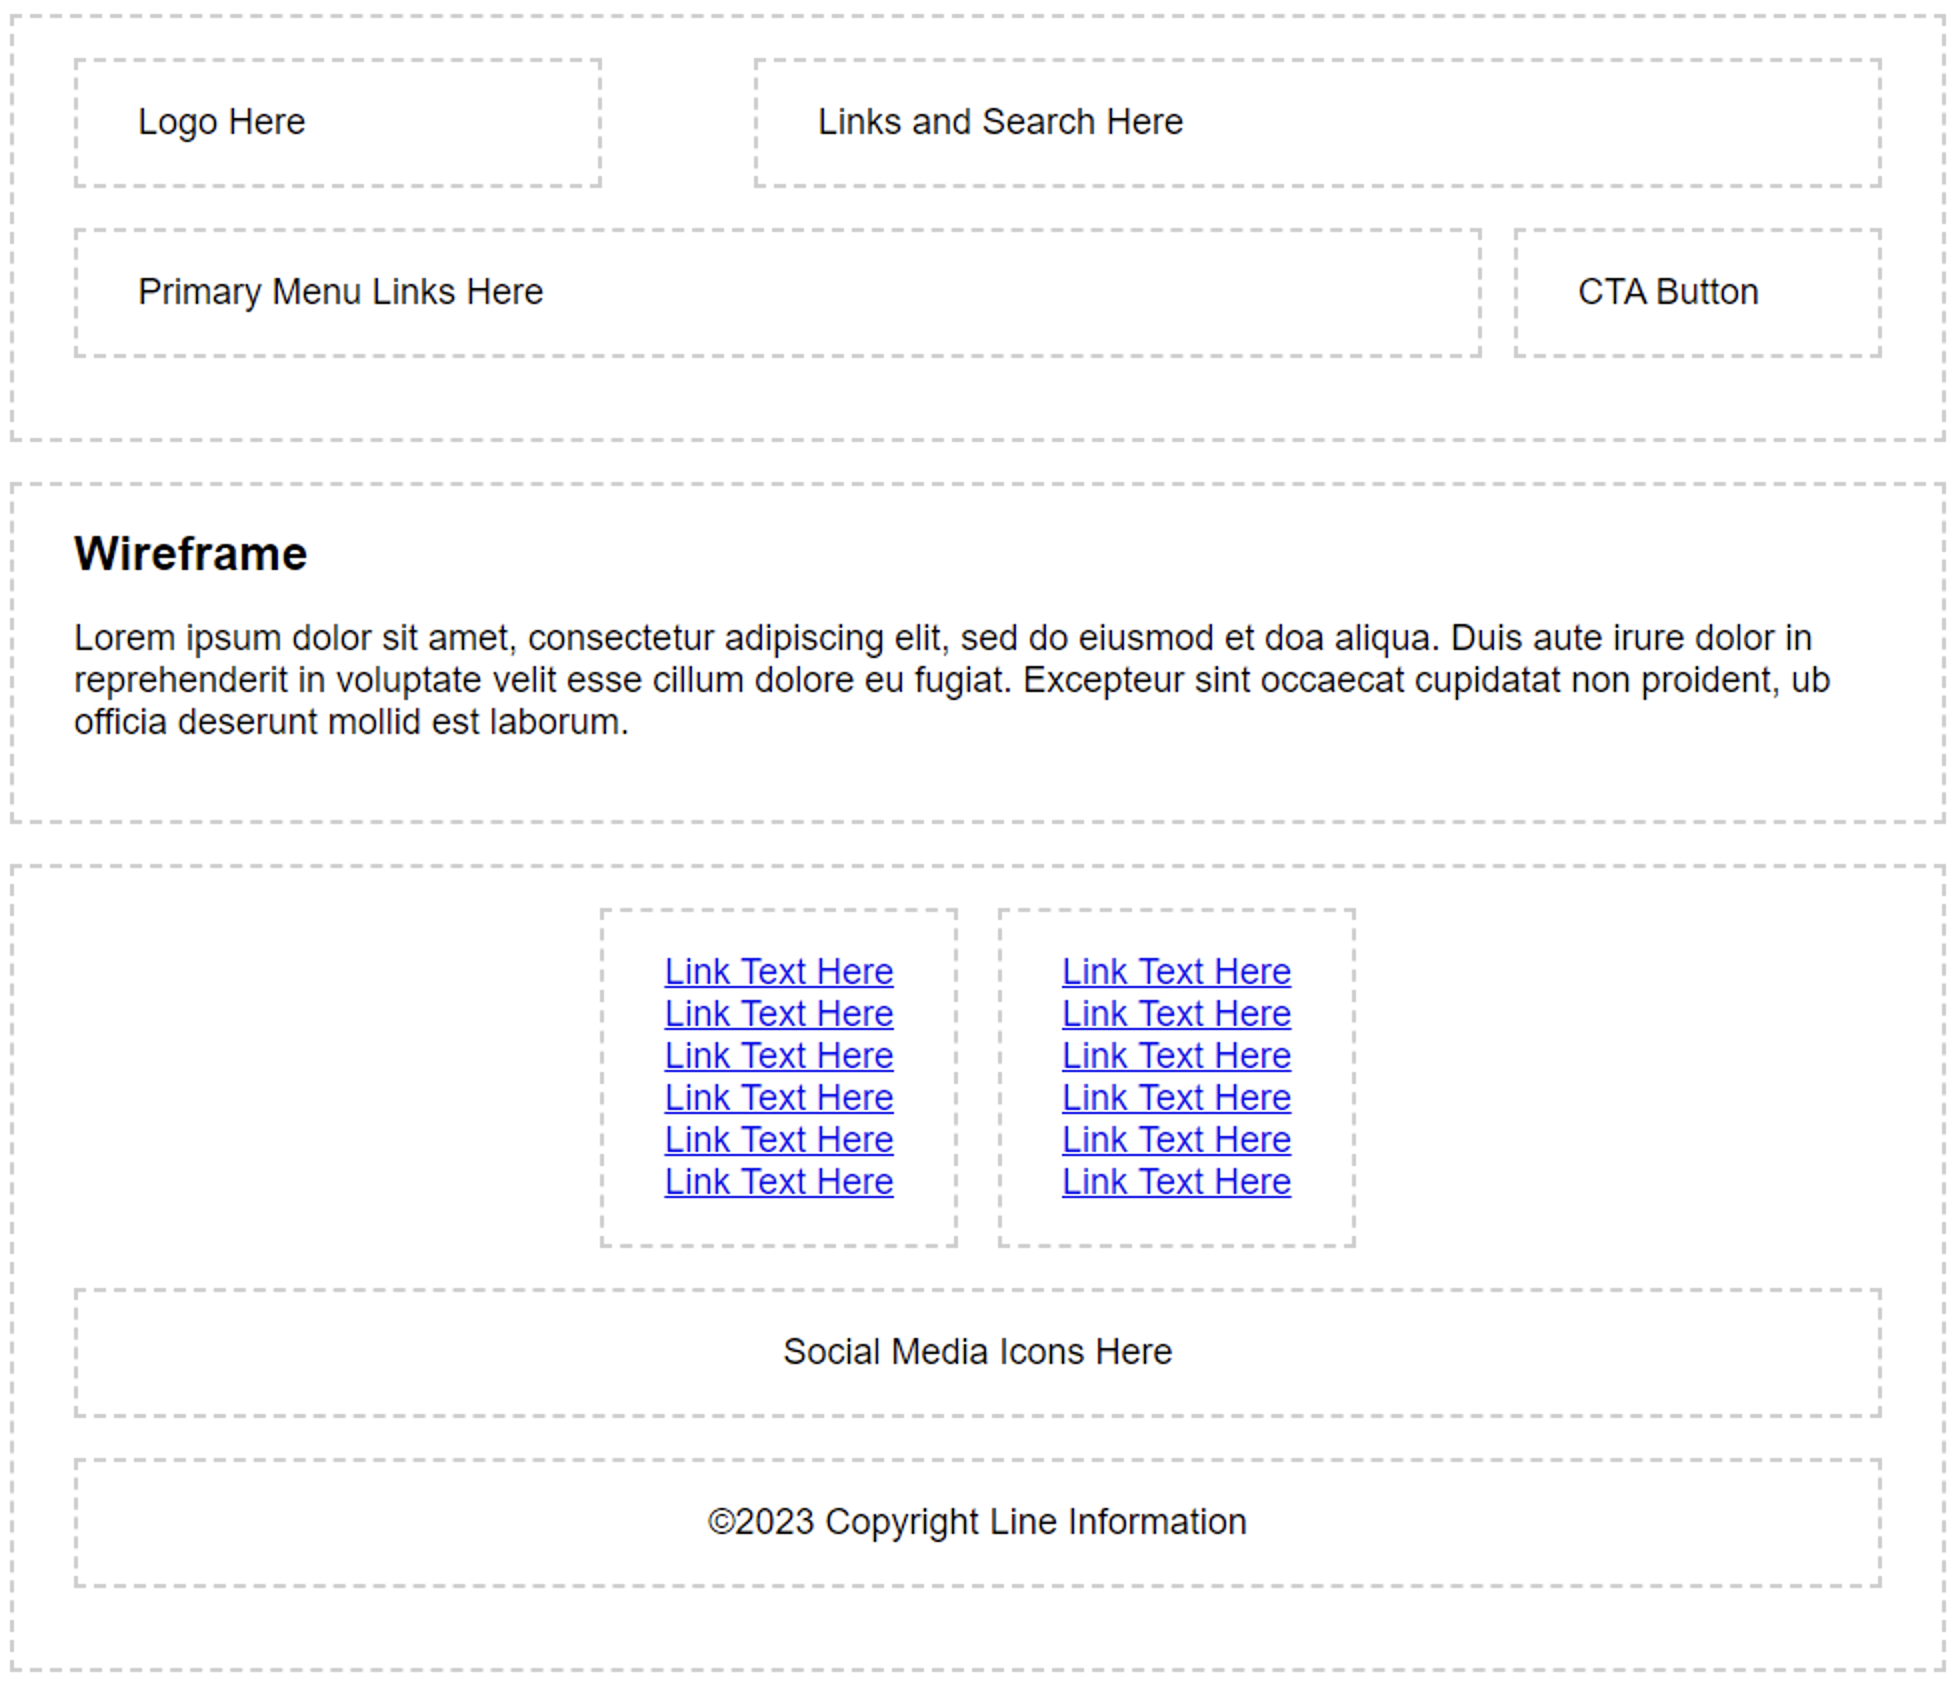 Logo Here
Links and Search Here
Primary Menu Links Here
CTA Button
Wireframe
Lorem ipsum dolor sit amet, consectetur adipiscing elit, sed do eiusmod et doa aliqua. Duis aute irure dolor in
reprehenderit in voluptate velit esse cillum dolore eu fugiat. Excepteur sint occaecat cupidatat non proident, ub
officia deserunt mollid est laborum.
Link Text Here
Link Text Here
Link Text Here
Link Text Here
Link Text Here
Link Text Here
Link Text Here
Link Text Here
Link Text Here
Link Text Here
Link Text Here
Link Text Here
Social Media Icons Here
©2023 Copyright Line Information